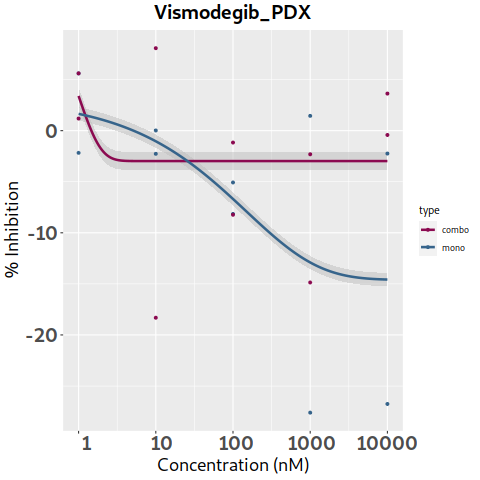 Vismodegib_PDX
% Inhibition
0
-10
-20
1 10 100 1000 10000
Concentration (nM)
type
combo
mono